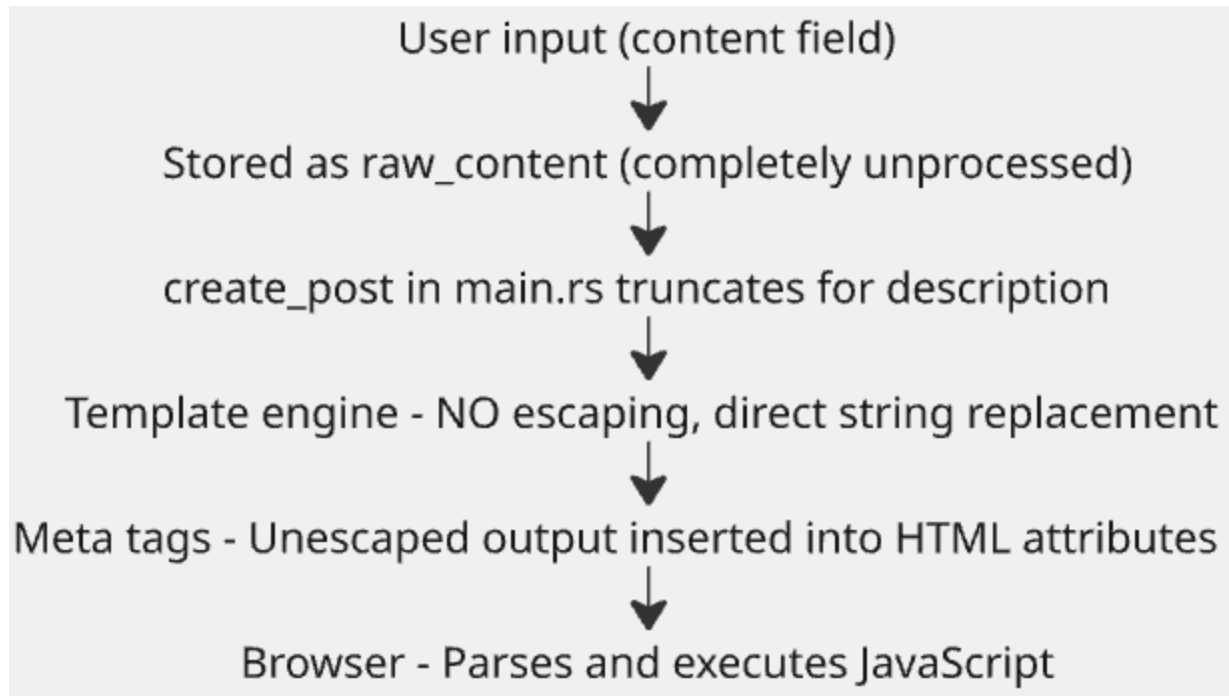 User input (content field)
Stored as raw_content (completely unprocessed)
create_post in main.rs truncates for description
Template engine - NO escaping, direct string replacement
Meta tags - Unescaped output inserted into HTML attributes
Browser - Parses and executes JavaScript